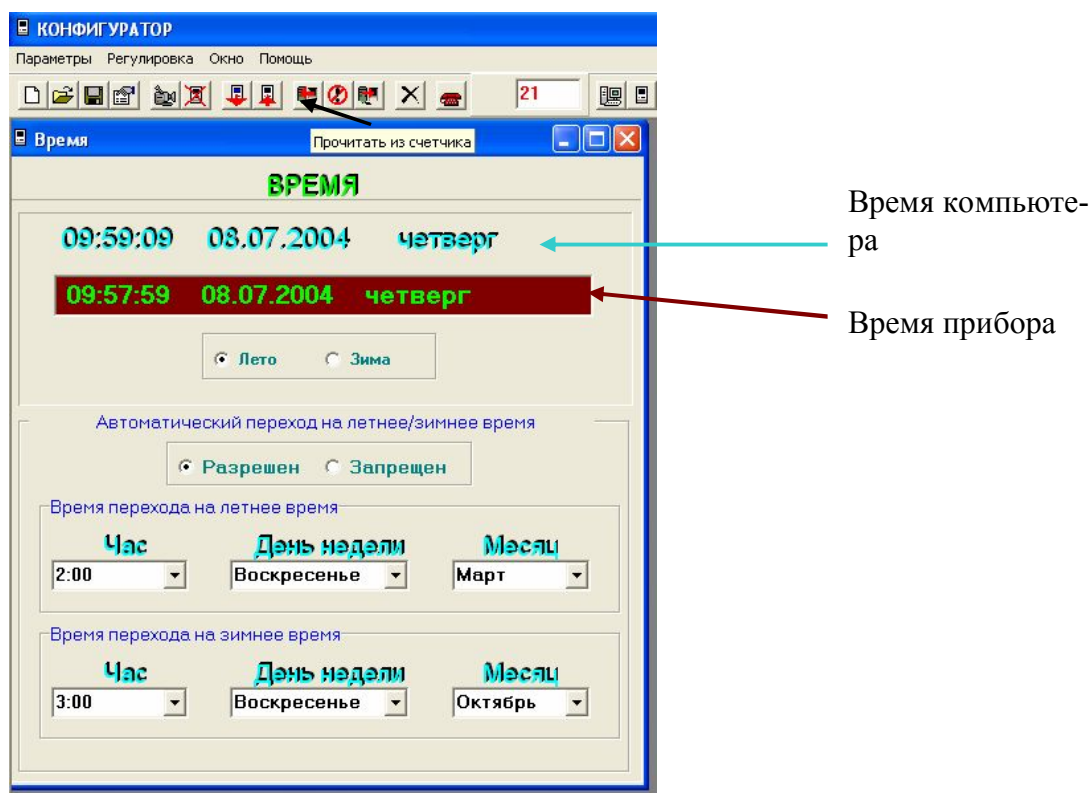 КОНФИГУРАТОР
Параметры Регулировка Окно Помощь
21
Время
Прочитать из счетчика
ВРЕМЯ
09:59:09 08.07.2004 четверг
Время компьюте-
ра
09:57:59 08.07.2004 четверг
Время прибора
Лето Зима
Автоматический переход на летнее/зимнее время
Разрешен Запрещен
Время перехода на летнее время
Час День недели Месяц
2:00 Воскресенье Март
Время перехода на зимнее время
Час День недели Месяц
3:00 Воскресенье Октябрь